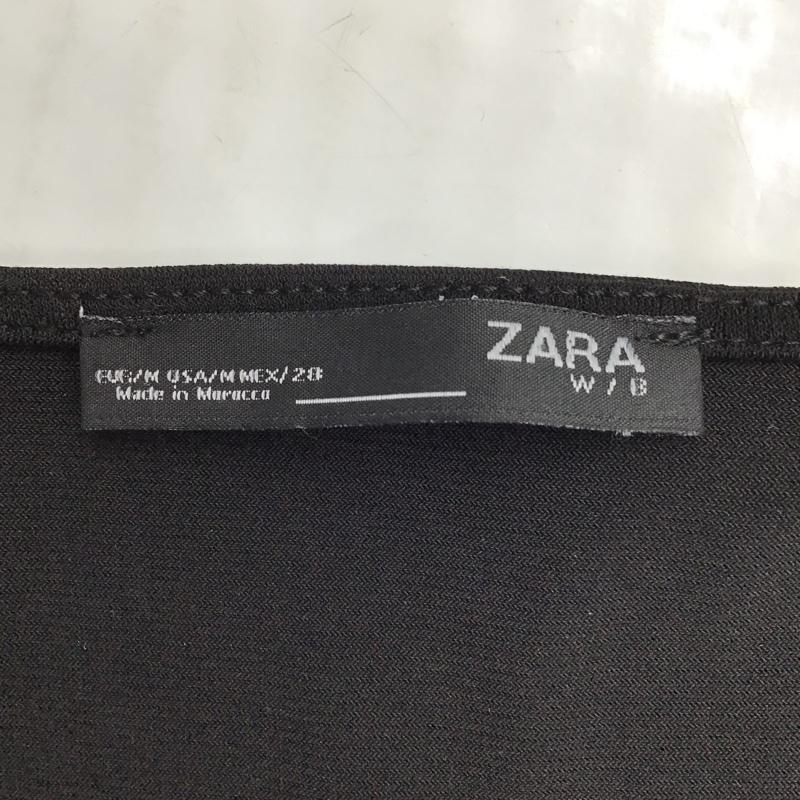 ZARA
W / B
EUR/M USA/M MEX/28
Made in Morocco